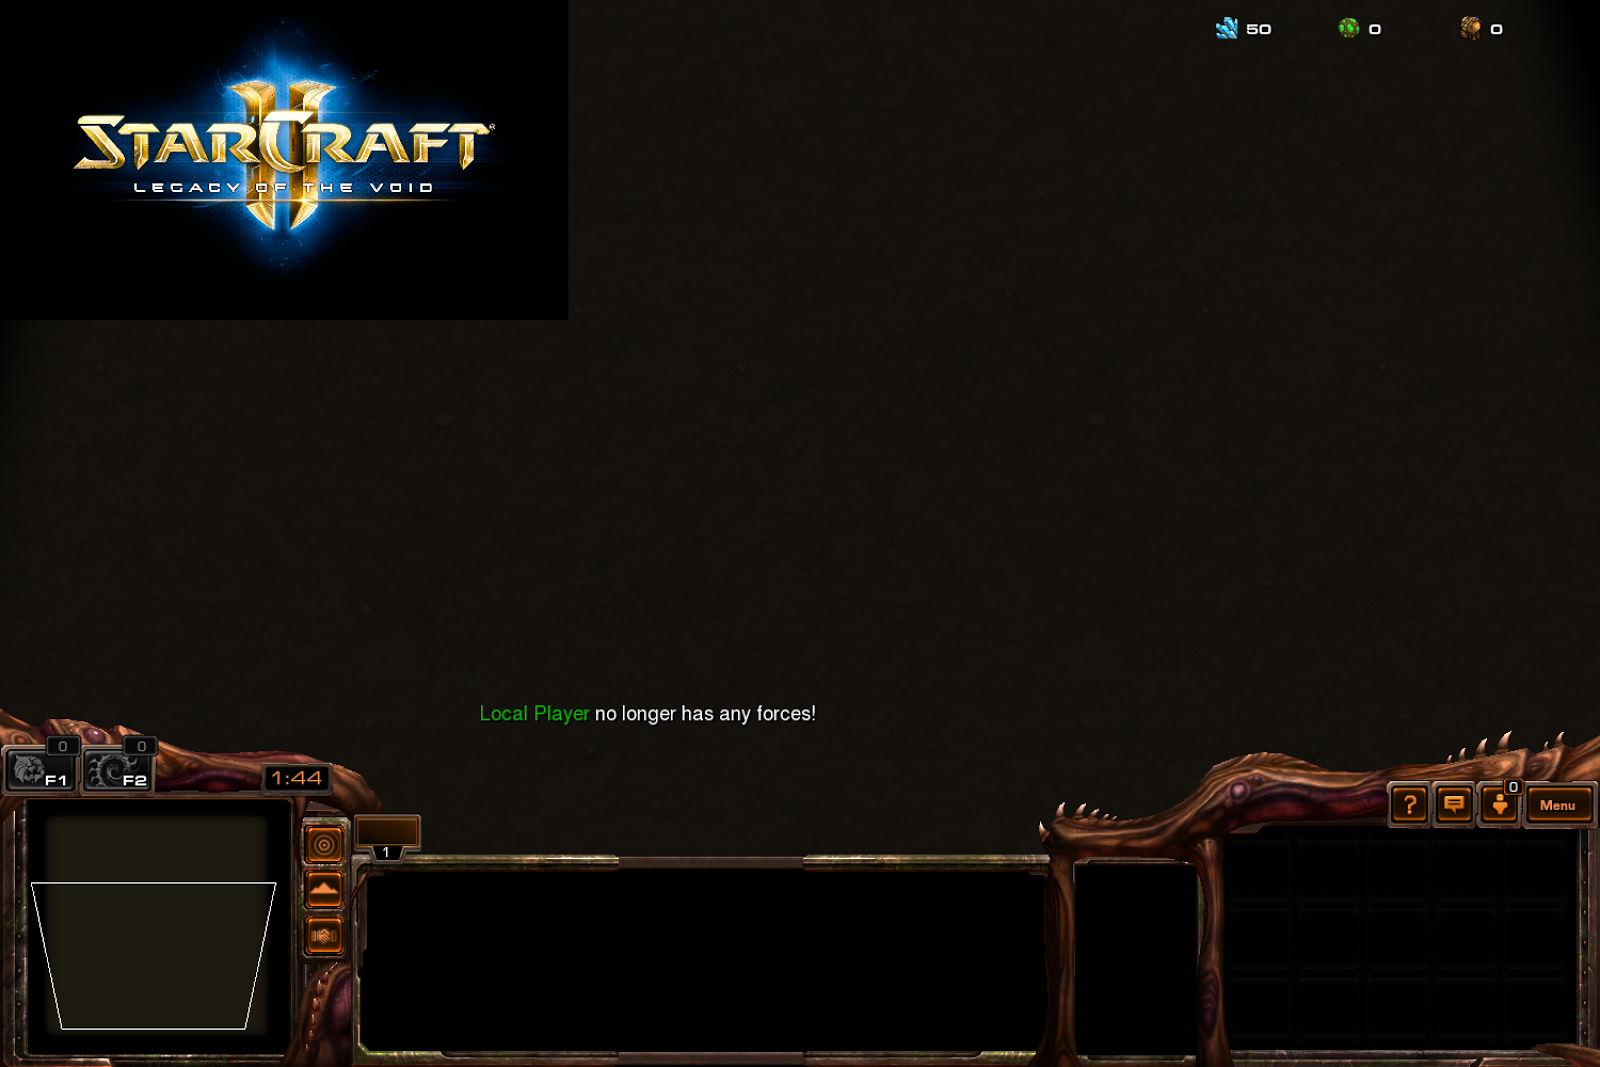 50 0 0
STARCRAFT®
II
LEGACY OF THE VOID
Local Player no longer has any forces!
0 0
F1 F2
1:44
0
? Menu
1